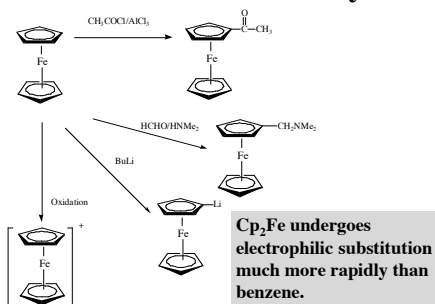 CH3COCl/AlCl3
O
C-CH3
Fe
Fe
HCHO/HNMe2
CH2NMe2
Fe
BuLi
Li
Oxidation
Fe
+
Fe
Cp2Fe undergoes
electrophilic substitution
much more rapidly than
benzene.